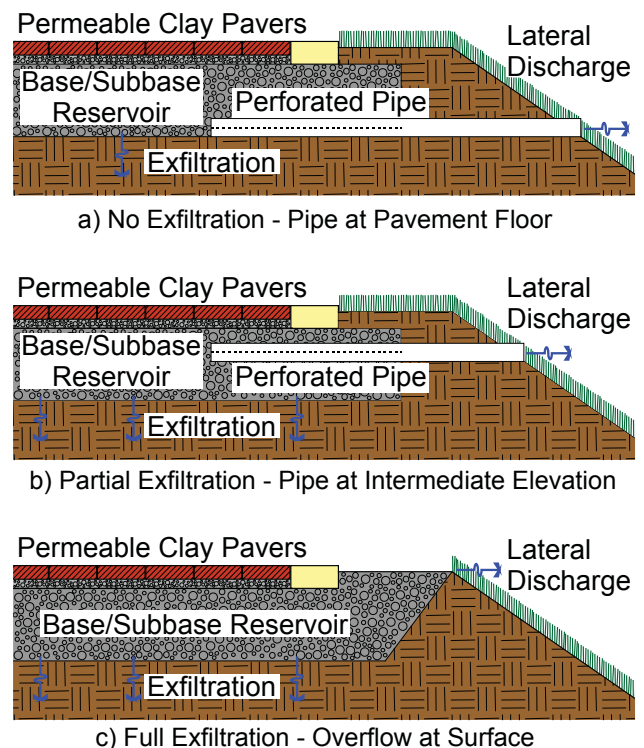 Permeable Clay Pavers
Lateral
Discharge
Base/Subbase
Reservoir
Perforated Pipe
Exfiltration
a) No Exfiltration - Pipe at Pavement Floor
Permeable Clay Pavers
Lateral
Discharge
Base/Subbase
Reservoir
Perforated Pipe
Exfiltration
b) Partial Exfiltration - Pipe at Intermediate Elevation
Permeable Clay Pavers
Lateral
Discharge
Base/Subbase Reservoir
Exfiltration
c) Full Exfiltration - Overflow at Surface